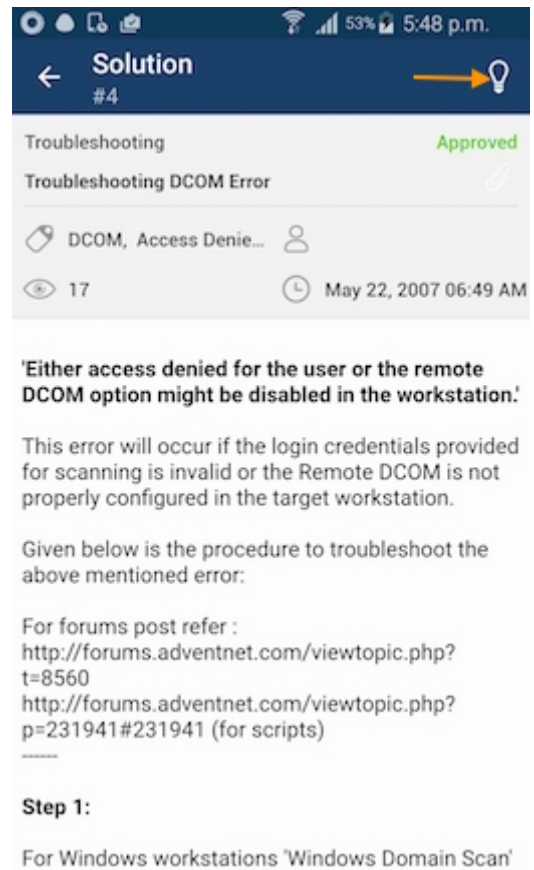 53% 5:48 p.m.
Solution
#4
Troubleshooting
Approved
Troubleshooting DCOM Error
DCOM, Access Denie...
17
May 22, 2007 06:49 AM
'Either access denied for the user or the remote
DCOM option might be disabled in the workstation.'
This error will occur if the login credentials provided
for scanning is invalid or the Remote DCOM is not
properly configured in the target workstation.
Given below is the procedure to troubleshoot the
above mentioned error:
For forums post refer :
http://forums.adventnet.com/viewtopic.php?
t=8560
http://forums.adventnet.com/viewtopic.php?
p=231941#231941 (for scripts)
------
Step 1:
For Windows workstations 'Windows Domain Scan'